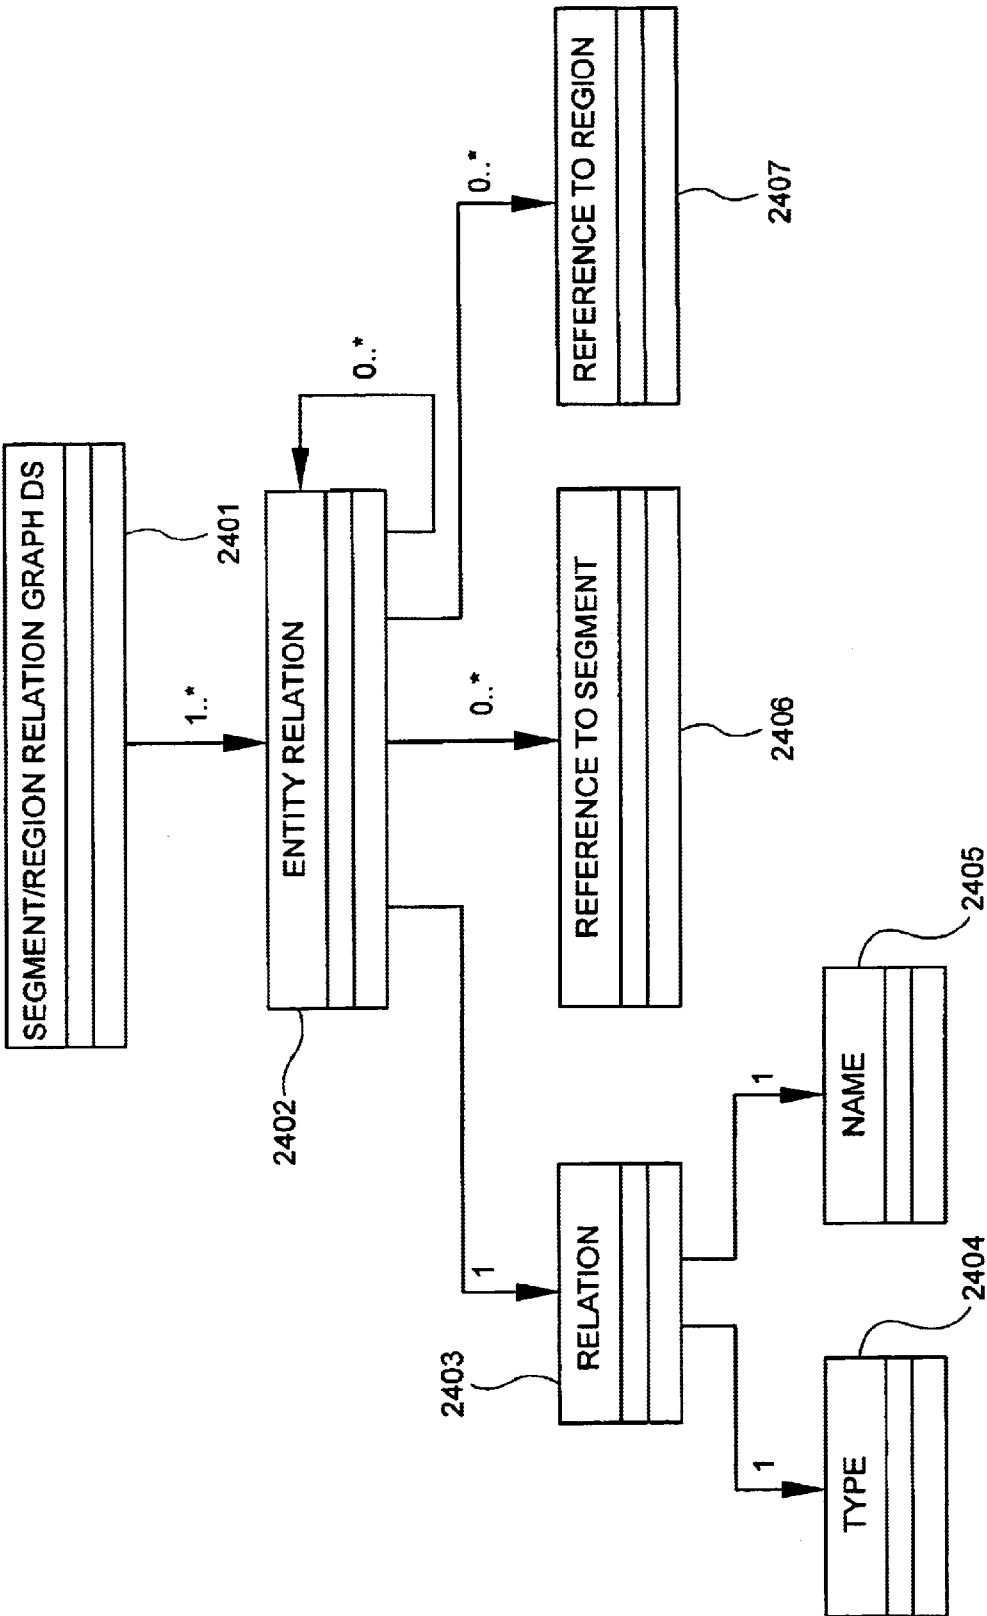 SEGMENT/REGION RELATION GRAPH DS
2401
1..*
ENTITY RELATION
2402
0..*
1
0..*
0..*
RELATION
2403
REFERENCE TO SEGMENT
2406
REFERENCE TO REGION
2407
1
1
TYPE
2404
NAME
2405